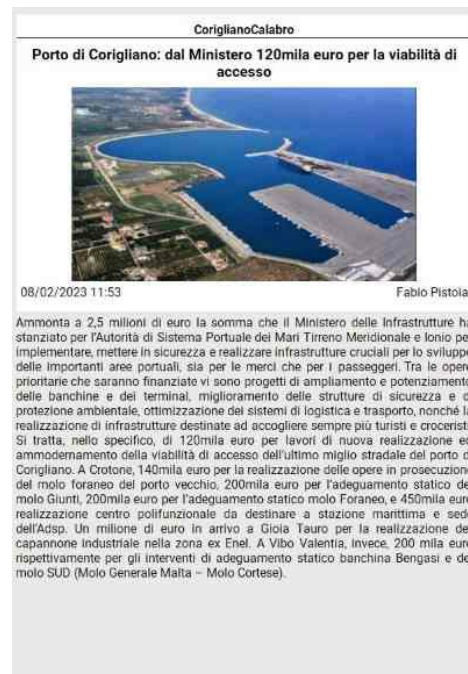 CoriglianoCalabro
Porto di Corigliano: dal Ministero 120mila euro per la viabilità di
accesso
08/02/2023 11:53
Fabio Pistoia
Ammonta a 2,5 milioni di euro la somma che il Ministero delle Infrastrutture ha
stanziato per l'Autorità di Sistema Portuale dei Mari Tirreno Meridionale e Ionio pe
implementare, mettere in sicurezza e realizzare infrastrutture cruciali per lo sviluppo
delle importanti aree portuali, sia per le merci che per i passeggeri. Tra le opere
prioritarie che saranno finanziate vi sono progetti di ampliamento e potenziamento
delle banchine e dei terminal, miglioramento delle strutture di sicurezza e d
protezione ambientale, ottimizzazione dei sistemi di logistica e trasporto, nonché la
realizzazione di infrastrutture destinate ad accogliere sempre più turisti e crocerist
Si tratta, nello specifico, di 120mila euro per lavori di nuova realizzazione ed
ammodernamento della viabilità di accesso dell'ultimo miglio stradale del porto d
Corigliano. A Crotone, 140mila euro per la realizzazione delle opere in prosecuzione
del molo foraneo del porto vecchio, 200mila euro per l'adeguamento statico de
molo Giunti, 200mila euro per l'adeguamento statico molo Foraneo, e 450mila euro
realizzazione centro polifunzionale da destinare a stazione marittima e sede
dell'Adsp. Un milione di euro in arrivo a Gioia Tauro per la realizzazione de
capannone industriale nella zona ex Enel. A Vibo Valentia, invece, 200 mila euro
rispettivamente per gli interventi di adeguamento statico banchina Bengasi e de
molo SUD (Molo Generale Malta – Molo Cortese).